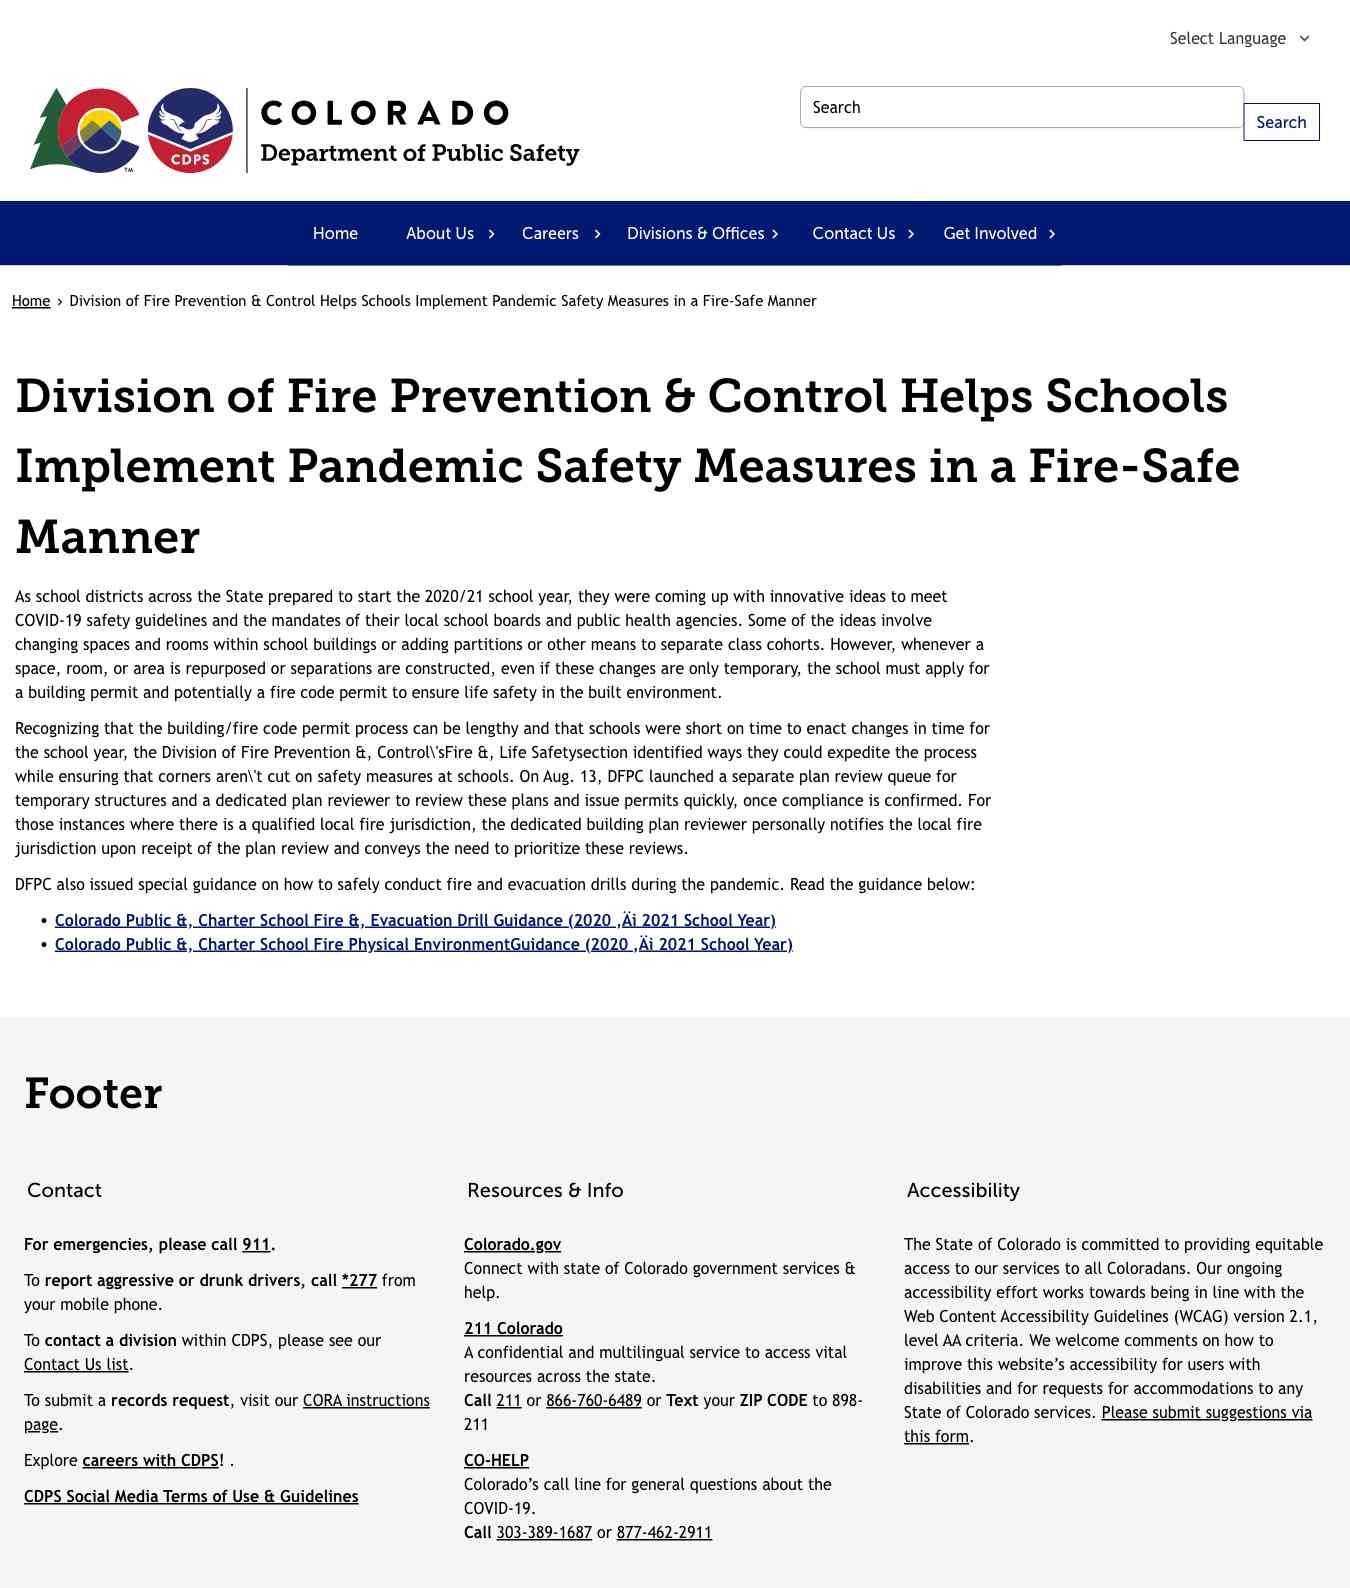 Select Language
COLORADO
Department of Public Safety
CDPS
TM
Search
Search
Home About Us Careers Divisions & Offices Contact Us Get Involved
Home › Division of Fire Prevention & Control Helps Schools Implement Pandemic Safety Measures in a Fire-Safe Manner
Division of Fire Prevention & Control Helps Schools
Implement Pandemic Safety Measures in a Fire-Safe
Manner
As school districts across the State prepared to start the 2020/21 school year, they were coming up with innovative ideas to meet
COVID-19 safety guidelines and the mandates of their local school boards and public health agencies. Some of the ideas involve
changing spaces and rooms within school buildings or adding partitions or other means to separate class cohorts. However, whenever a
space, room, or area is repurposed or separations are constructed, even if these changes are only temporary, the school must apply for
a building permit and potentially a fire code permit to ensure life safety in the built environment.
Recognizing that the building/fire code permit process can be lengthy and that schools were short on time to enact changes in time for
the school year, the Division of Fire Prevention &, Control\'sFire &, Life Safetysection identified ways they could expedite the process
while ensuring that corners aren\'t cut on safety measures at schools. On Aug. 13, DFPC launched a separate plan review queue for
temporary structures and a dedicated plan reviewer to review these plans and issue permits quickly, once compliance is confirmed. For
those instances where there is a qualified local fire jurisdiction, the dedicated building plan reviewer personally notifies the local fire
jurisdiction upon receipt of the plan review and conveys the need to prioritize these reviews.
DFPC also issued special guidance on how to safely conduct fire and evacuation drills during the pandemic. Read the guidance below:
• Colorado Public &, Charter School Fire &, Evacuation Drill Guidance (2020 ‚Äì 2021 School Year)
• Colorado Public &, Charter School Fire Physical EnvironmentGuidance (2020 ‚Äì 2021 School Year)
Footer
Contact
For emergencies, please call 911.
To report aggressive or drunk drivers, call *277 from
your mobile phone.
To contact a division within CDPS, please see our
Contact Us list.
To submit a records request, visit our CORA instructions
page.
Explore careers with CDPS! .
CDPS Social Media Terms of Use & Guidelines
Resources & Info
Colorado.gov
Connect with state of Colorado government services &
help.
211 Colorado
A confidential and multilingual service to access vital
resources across the state.
Call 211 or 866-760-6489 or Text your ZIP CODE to 898-
211
CO-HELP
Colorado’s call line for general questions about the
COVID-19.
Call 303-389-1687 or 877-462-2911
Accessibility
The State of Colorado is committed to providing equitable
access to our services to all Coloradans. Our ongoing
accessibility effort works towards being in line with the
Web Content Accessibility Guidelines (WCAG) version 2.1,
level AA criteria. We welcome comments on how to
improve this website’s accessibility for users with
disabilities and for requests for accommodations to any
State of Colorado services. Please submit suggestions via
this form.